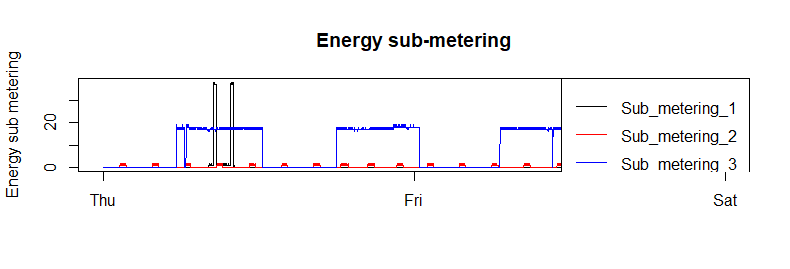 Energy sub-metering
Energy sub metering
20
0
Sub_metering_1
Sub_metering_2
Sub_metering_3
Thu Fri Sat